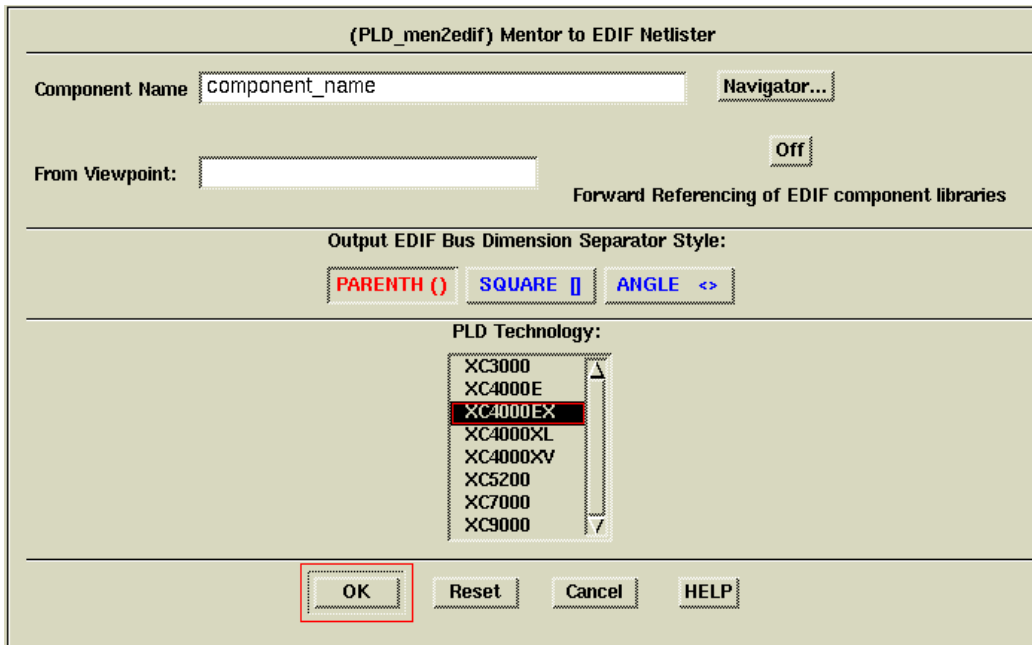 (PLD_men2edif) Mentor to EDIF Netlister
Component Name component_name Navigator...
Off
From Viewpoint:
Forward Referencing of EDIF component libraries
Output EDIF Bus Dimension Separator Style:
PARENTH () SQUARE [] ANGLE <>
PLD Technology:
XC3000
XC4000E
XC4000EX
XC4000XL
XC4000XV
XC5200
XC7000
XC9000
OK Reset Cancel HELP